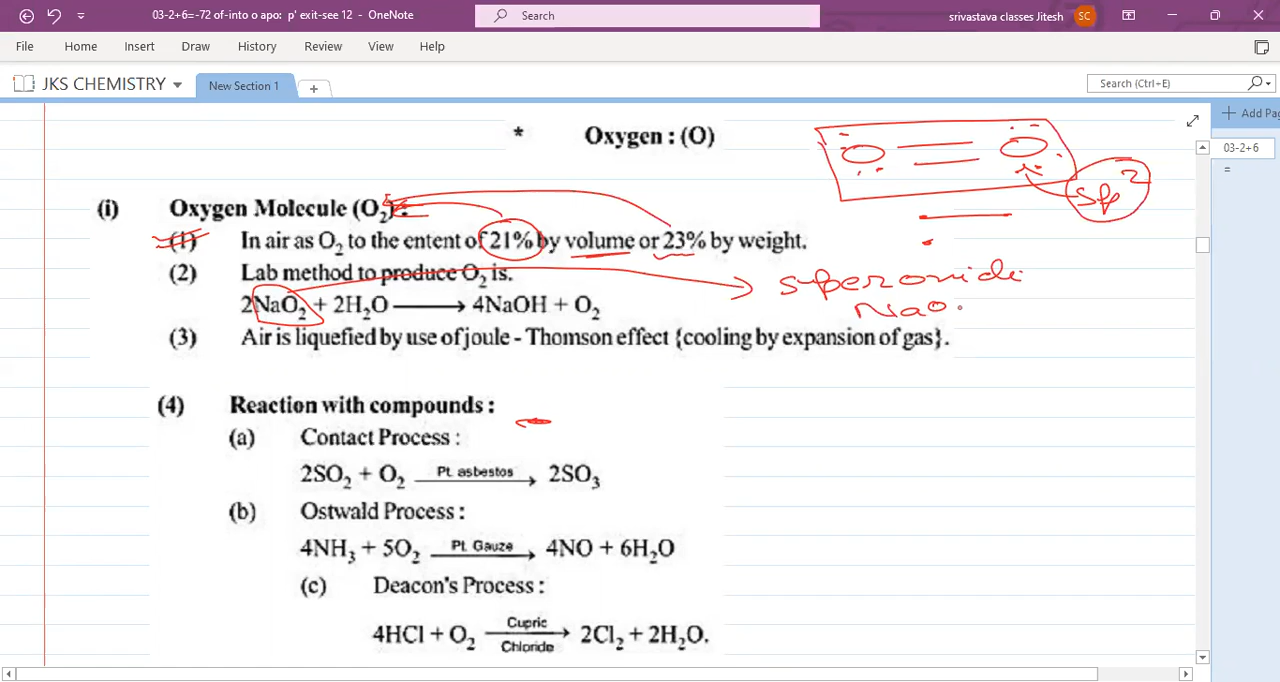 03-2+6=-72 of-into o apo: p' exit-see 12 - OneNote
Search
srivastava classes Jitesh
SC
File Home Insert Draw History Review View Help
JKS CHEMISTRY
New Section 1
+
Search (Ctrl+E)
Add Pag
03-2+6
=
* Oxygen : (O)
sp²
(i) Oxygen Molecule (O₂) :
(1) In air as O₂ to the entent of 21% by volume or 23% by weight.
(2) Lab method to produce O₂ is.
superoxide
2NaO₂ + 2H₂O ⟶ 4NaOH + O₂
NaO
(3) Air is liquefied by use of joule - Thomson effect {cooling by expansion of gas}.
(4) Reaction with compounds :
(a) Contact Process :
2SO₂ + O₂ Pt. asbestos → 2SO₃
(b) Ostwald Process :
4NH₃ + 5O₂ Pt. Gauze → 4NO + 6H₂O
(c) Deacon's Process :
4HCl + O₂ Cupric Chloride → 2Cl₂ + 2H₂O.